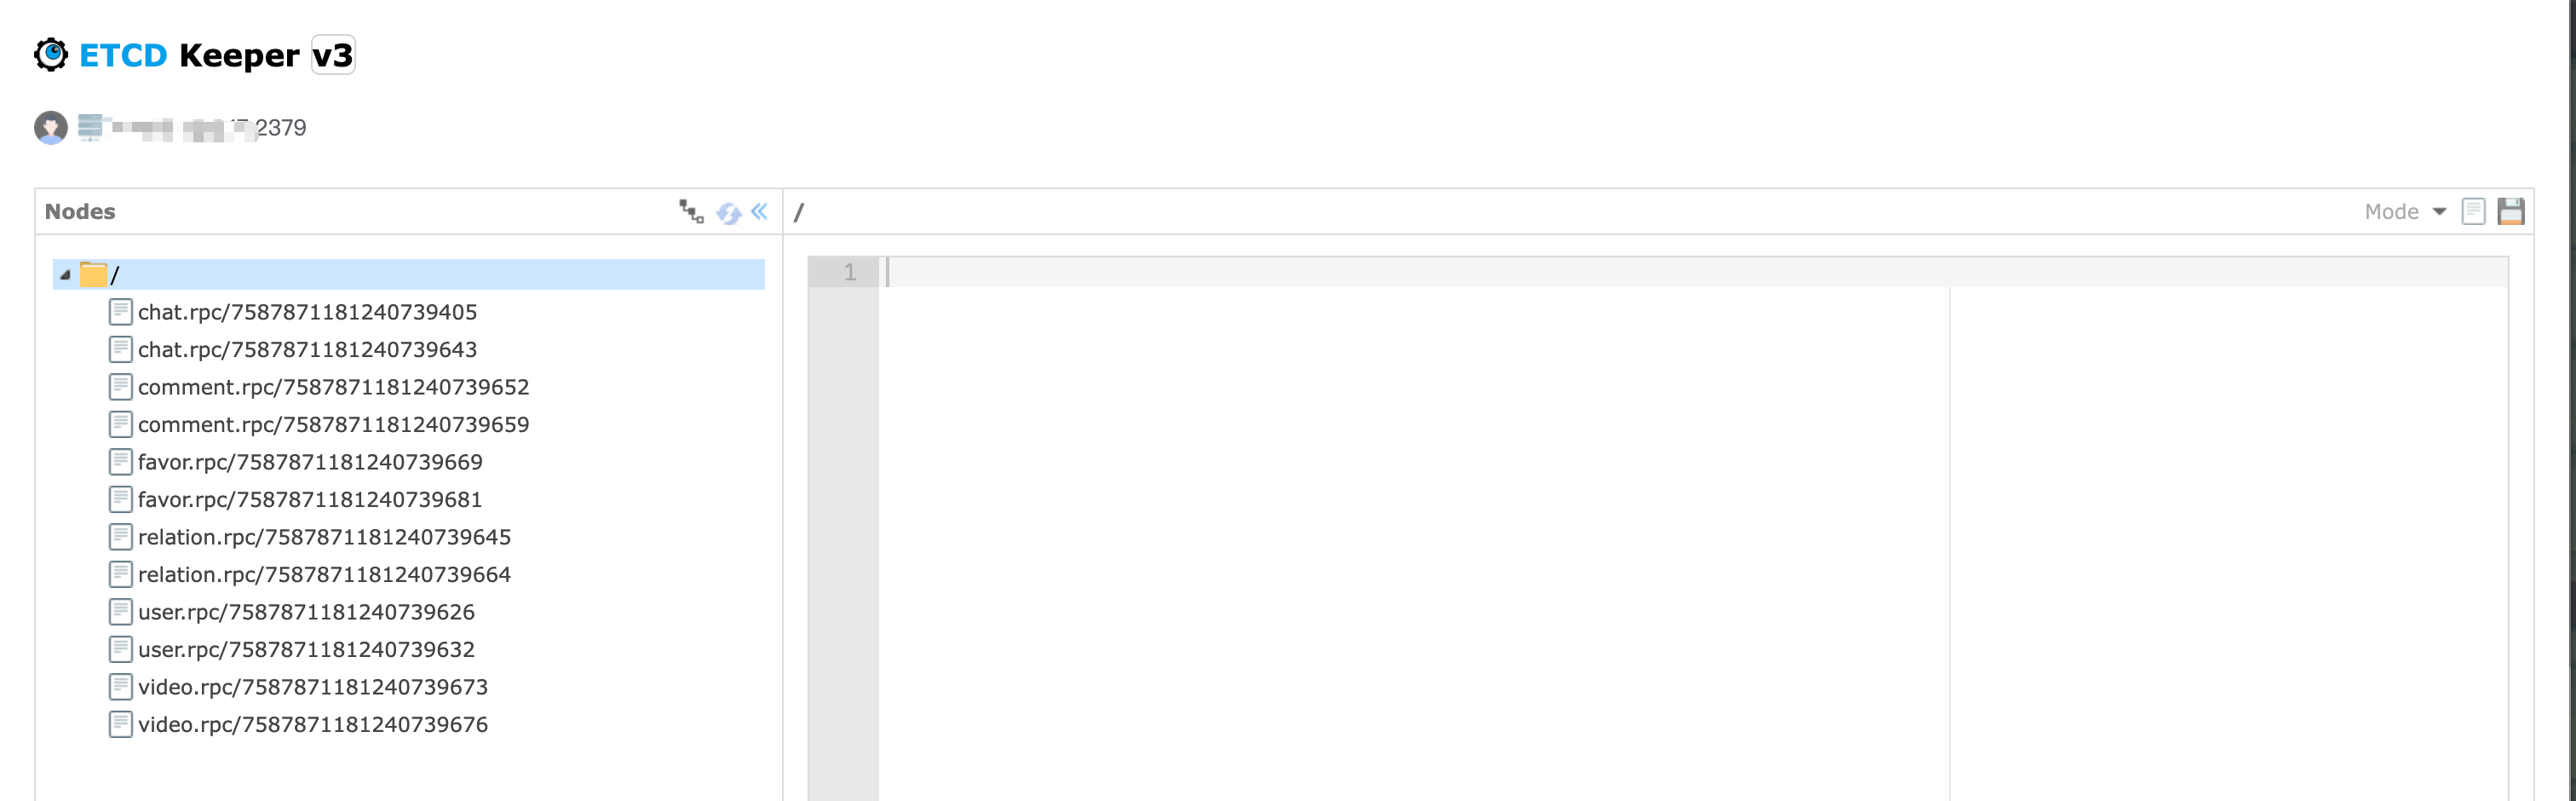 ETCD Keeper v3
2379
Nodes
/
Mode
/
1
chat.rpc/7587871181240739405
chat.rpc/7587871181240739643
comment.rpc/7587871181240739652
comment.rpc/7587871181240739659
favor.rpc/7587871181240739669
favor.rpc/7587871181240739681
relation.rpc/7587871181240739645
relation.rpc/7587871181240739664
user.rpc/7587871181240739626
user.rpc/7587871181240739632
video.rpc/7587871181240739673
video.rpc/7587871181240739676